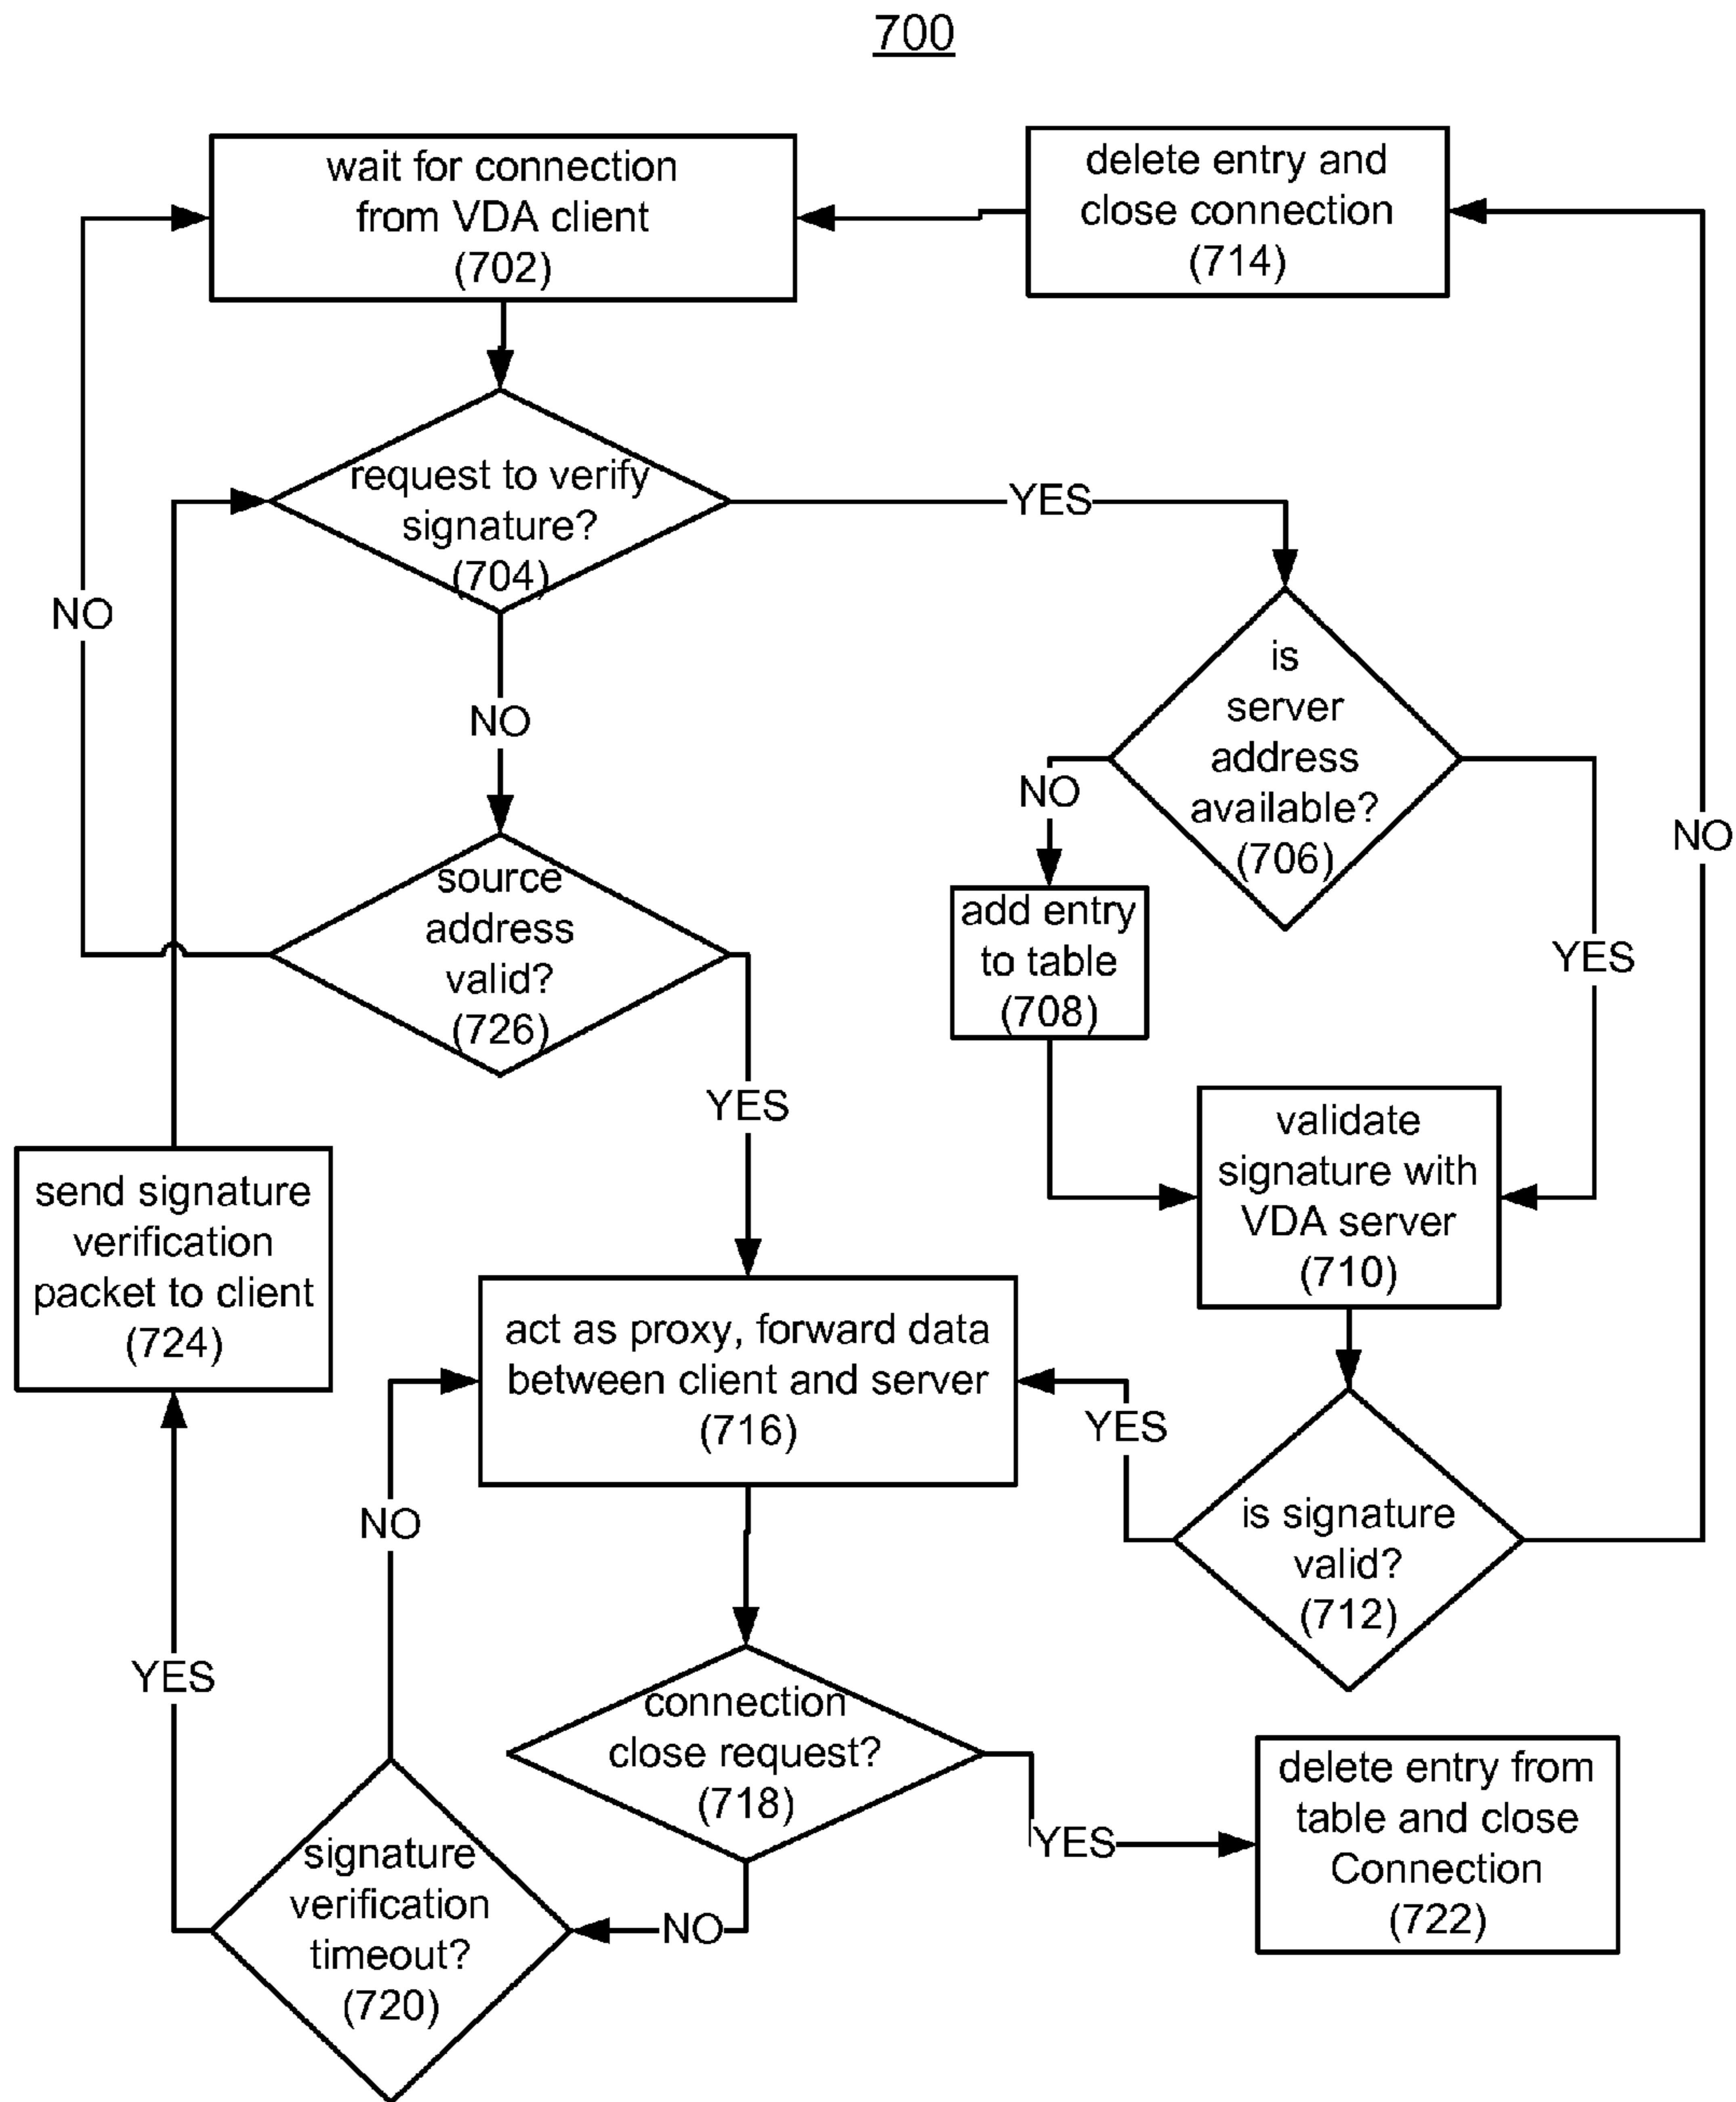 700
wait for connection
from VDA client
(702)
delete entry and
close connection
(714)
request to verify
signature?
(704)
YES
NO
NO
is
server
address
available?
(706)
NO
YES
NO
add entry
to table
(708)
source
address
valid?
(726)
YES
validate
signature with
VDA server
(710)
send signature
verification
packet to client
(724)
act as proxy, forward data
between client and server
(716)
YES
NO
is signature
valid?
(712)
YES
connection
close request?
(718)
YES
NO
signature
verification
timeout?
(720)
delete entry from
table and close
Connection
(722)